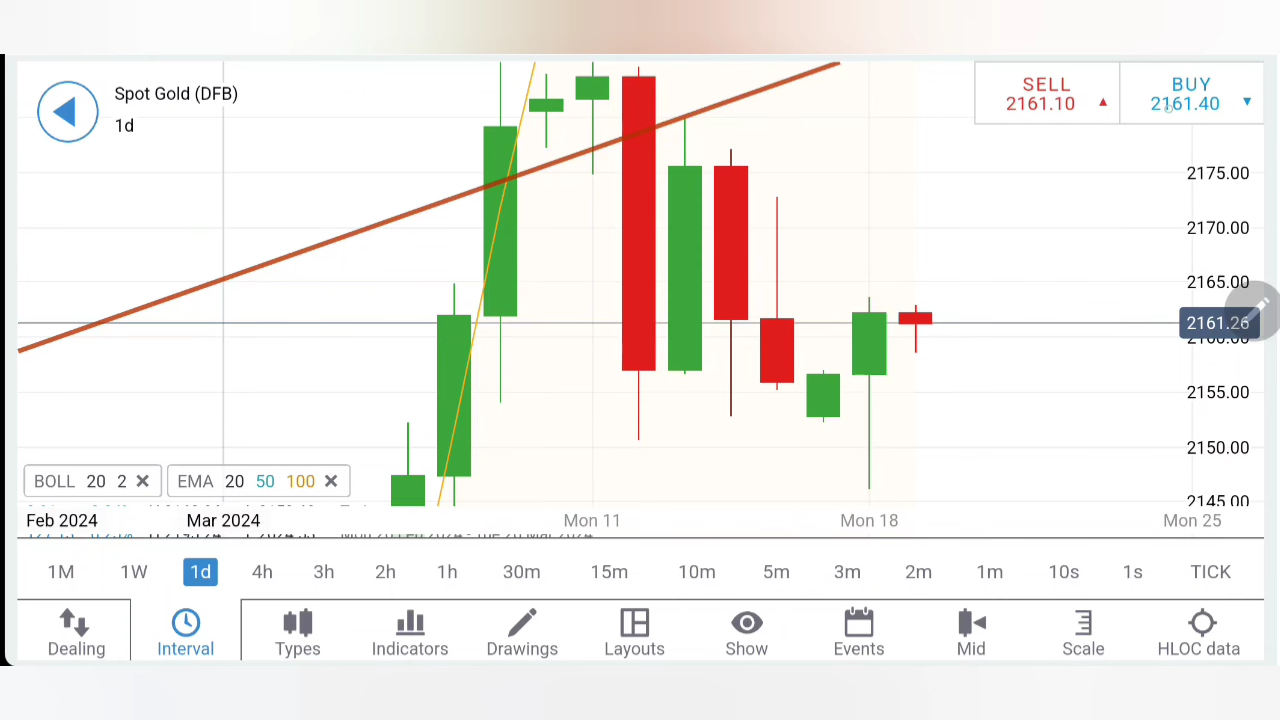 Spot Gold (DFB)
1d
SELL
2161.10
BUY
2161.40
2175.00
2170.00
2165.00
2161.26
2160.00
2155.00
2150.00
2145.00
BOLL 20 2
EMA 20 50 100
Feb 2024 Mar 2024 Mon 11 Mon 18 Mon 25
1M 1W 1d 4h 3h 2h 1h 30m 15m 10m 5m 3m 2m 1m 10s 1s TICK
Dealing Interval Types Indicators Drawings Layouts Show Events Mid Scale HLOC data